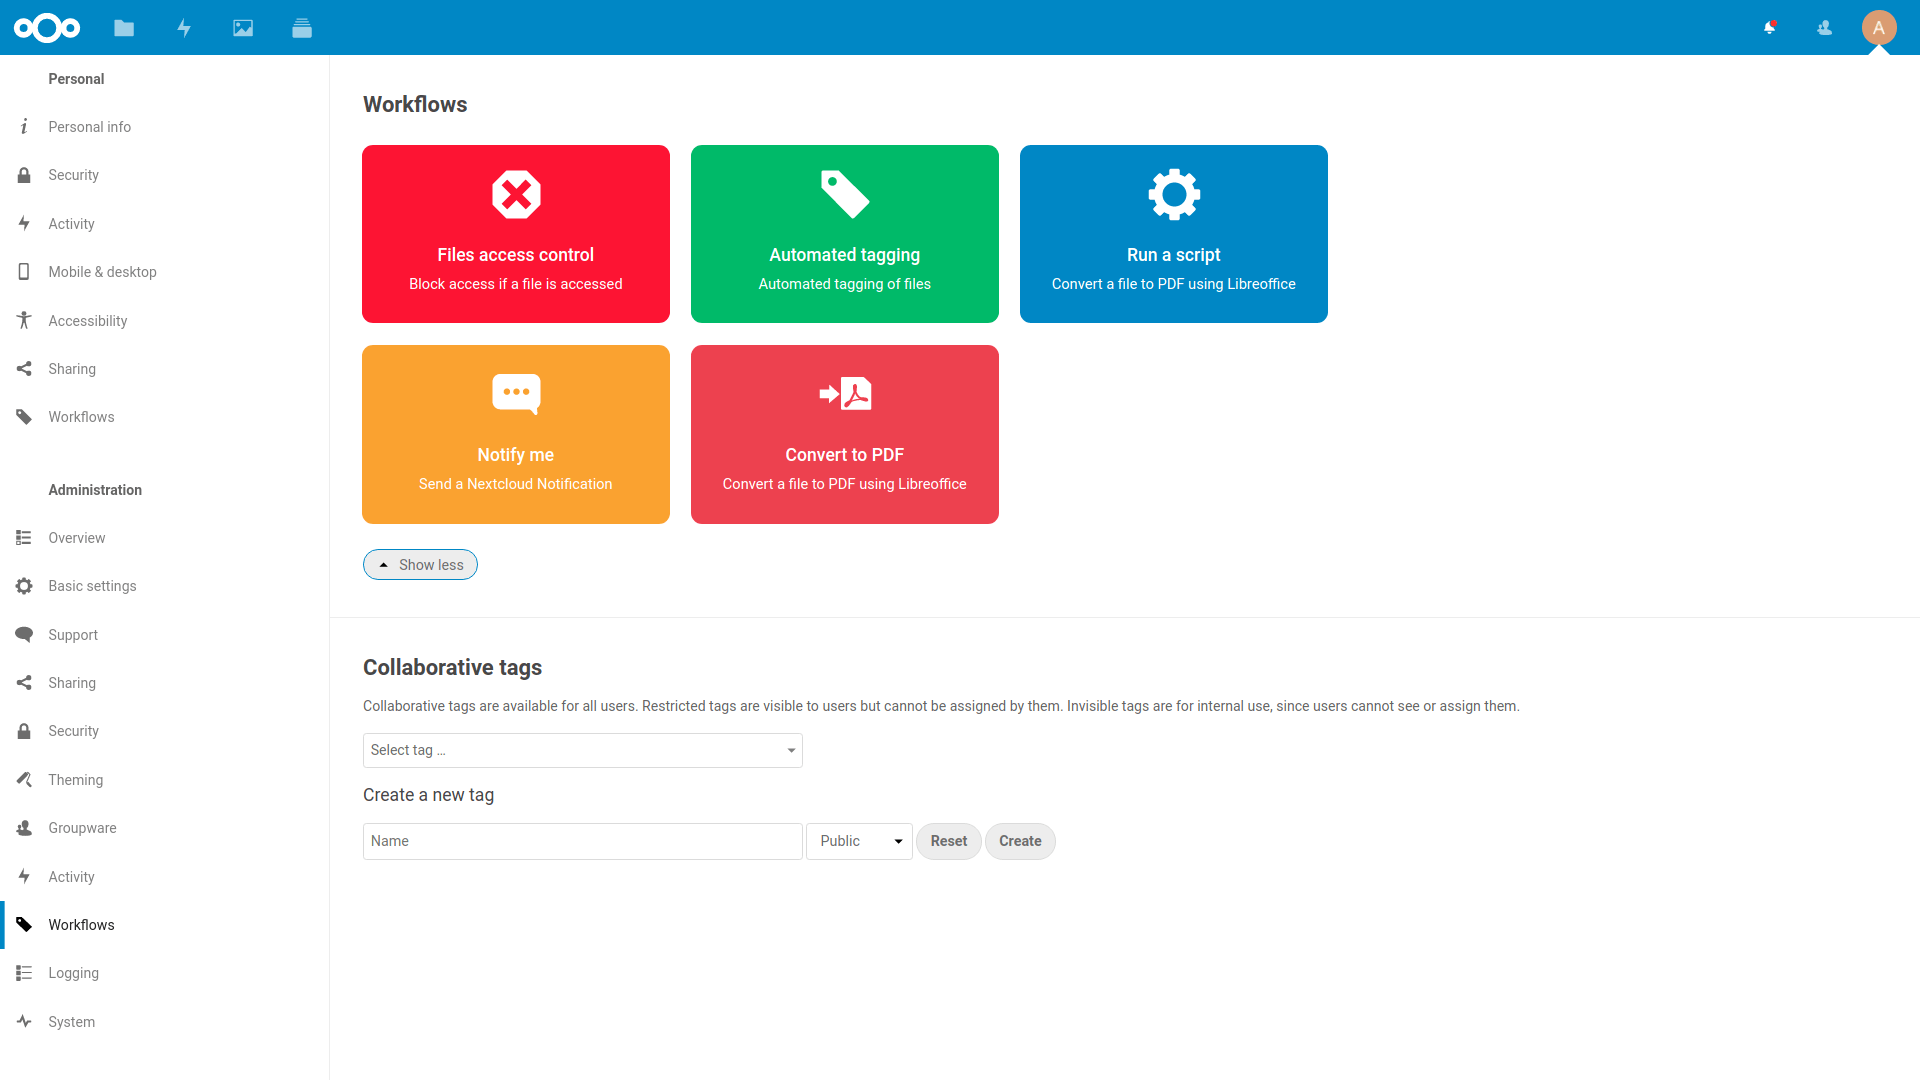 A
Personal
Personal info
Security
Activity
Mobile & desktop
Accessibility
Sharing
Workflows
Administration
Overview
Basic settings
Support
Sharing
Security
Theming
Groupware
Activity
Workflows
Logging
System
Workflows
Files access control
Block access if a file is accessed
Automated tagging
Automated tagging of files
Run a script
Convert a file to PDF using Libreoffice
Notify me
Send a Nextcloud Notification
Convert to PDF
Convert a file to PDF using Libreoffice
Show less
Collaborative tags
Collaborative tags are available for all users. Restricted tags are visible to users but cannot be assigned by them. Invisible tags are for internal use, since users cannot see or assign them.
Select tag …
Create a new tag
Name
Public
Reset
Create